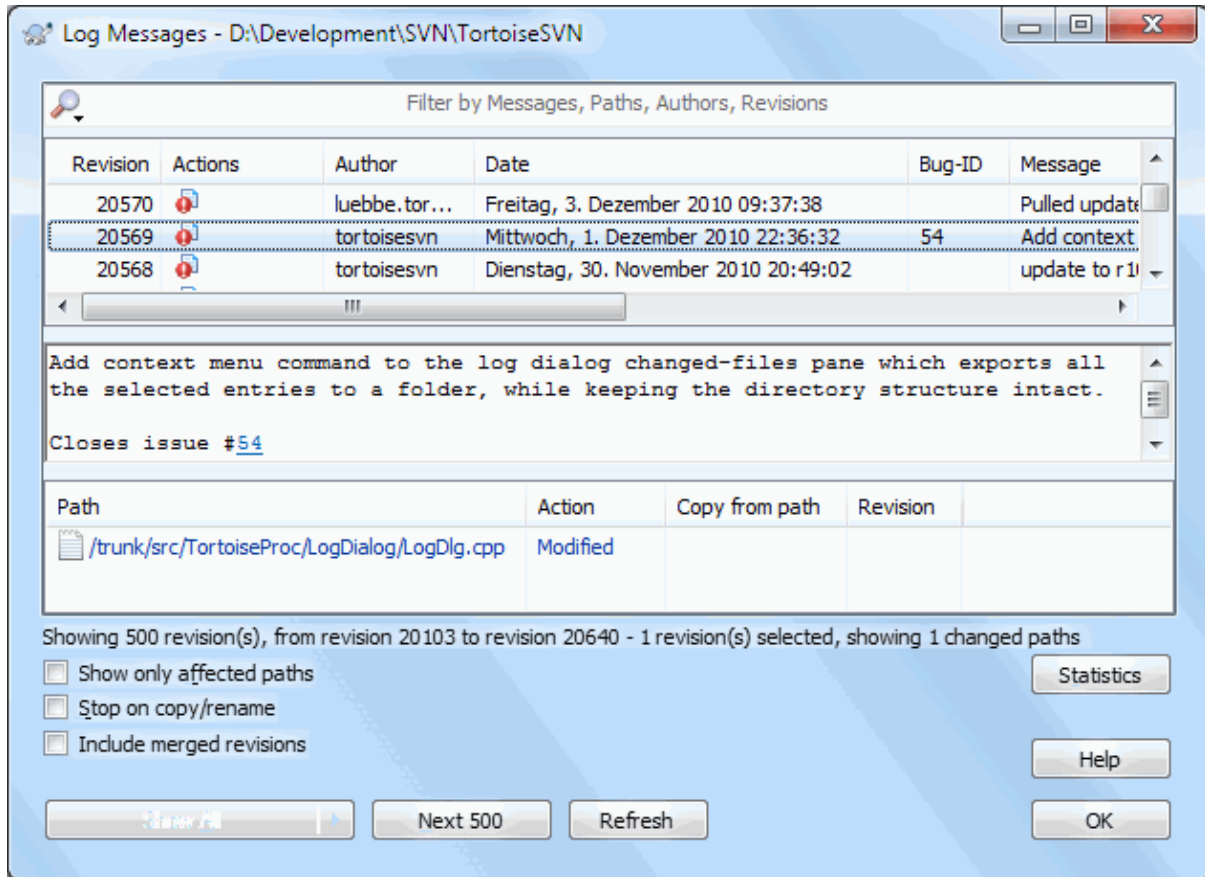 Log Messages - D:\Development\SVN\TortoiseSVN
Filter by Messages, Paths, Authors, Revisions
Revision Actions Author Date Bug-ID Message
20570 luebbe.tor... Freitag, 3. Dezember 2010 09:37:38 Pulled update
20569 tortoisesvn Mittwoch, 1. Dezember 2010 22:36:32 54 Add context
20568 tortoisesvn Dienstag, 30. November 2010 20:49:02 update to
Add context menu command to the log dialog changed-files pane which exports all
the selected entries to a folder, while keeping the directory structure intact.
Closes issue #54
Path Action Copy from path Revision
/trunk/src/TortoiseProc/LogDialog/LogDlg.cpp Modified
Showing 500 revision(s), from revision 20103 to revision 20640 - 1 revision(s) selected, showing 1 changed paths
Show only affected paths
Statistics
Stop on copy/rename
Include merged revisions
Help
Next 500 Refresh OK